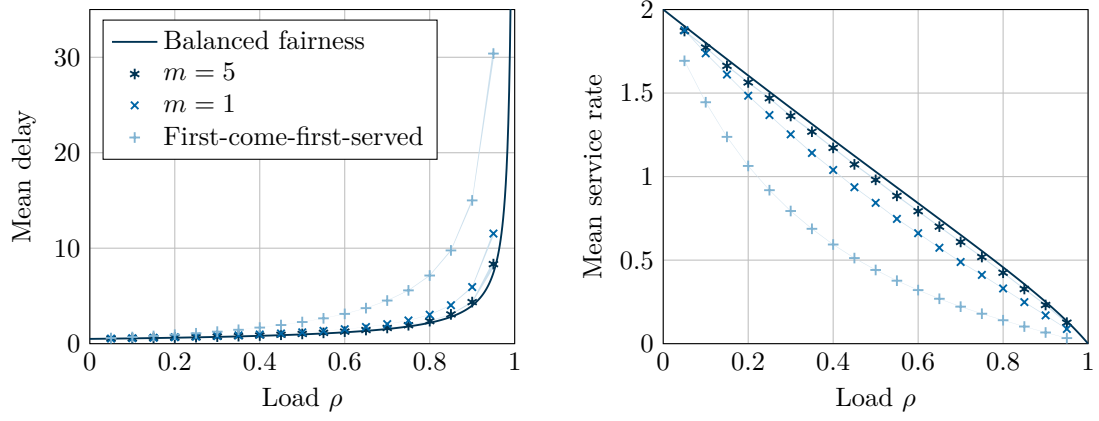 Balanced fairness
m = 5
m = 1
First-come-first-served
Mean delay
30
20
10
0
0 0.2 0.4 0.6 0.8 1
Load ρ
Mean service rate
2
1.5
1
0.5
0
0 0.2 0.4 0.6 0.8 1
Load ρ